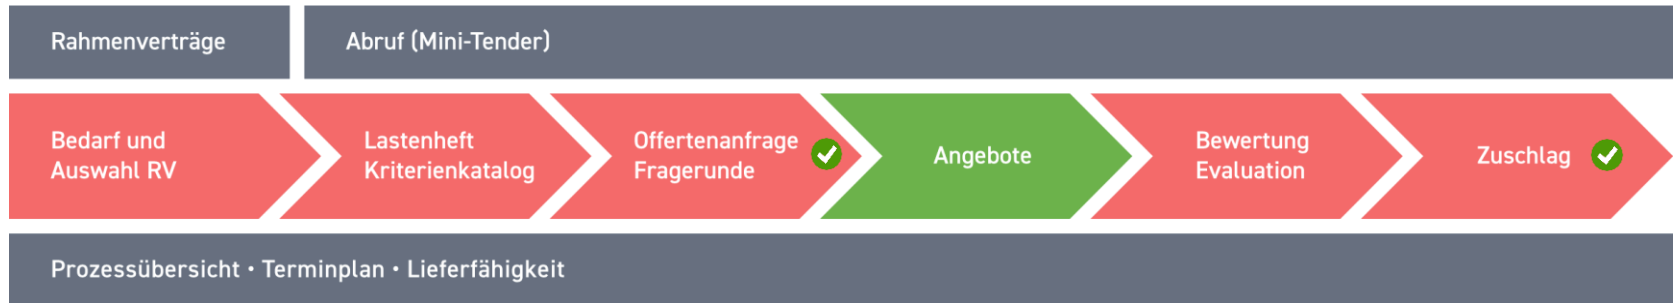 Rahmenverträge
Abruf (Mini-Tender)
Bedarf und
Auswahl RV
Lastenheft
Kriterienkatalog
Offertenanfrage
Fragerunde
Angebote
Bewertung
Evaluation
Zuschlag
Prozessübersicht · Terminplan · Lieferfähigkeit